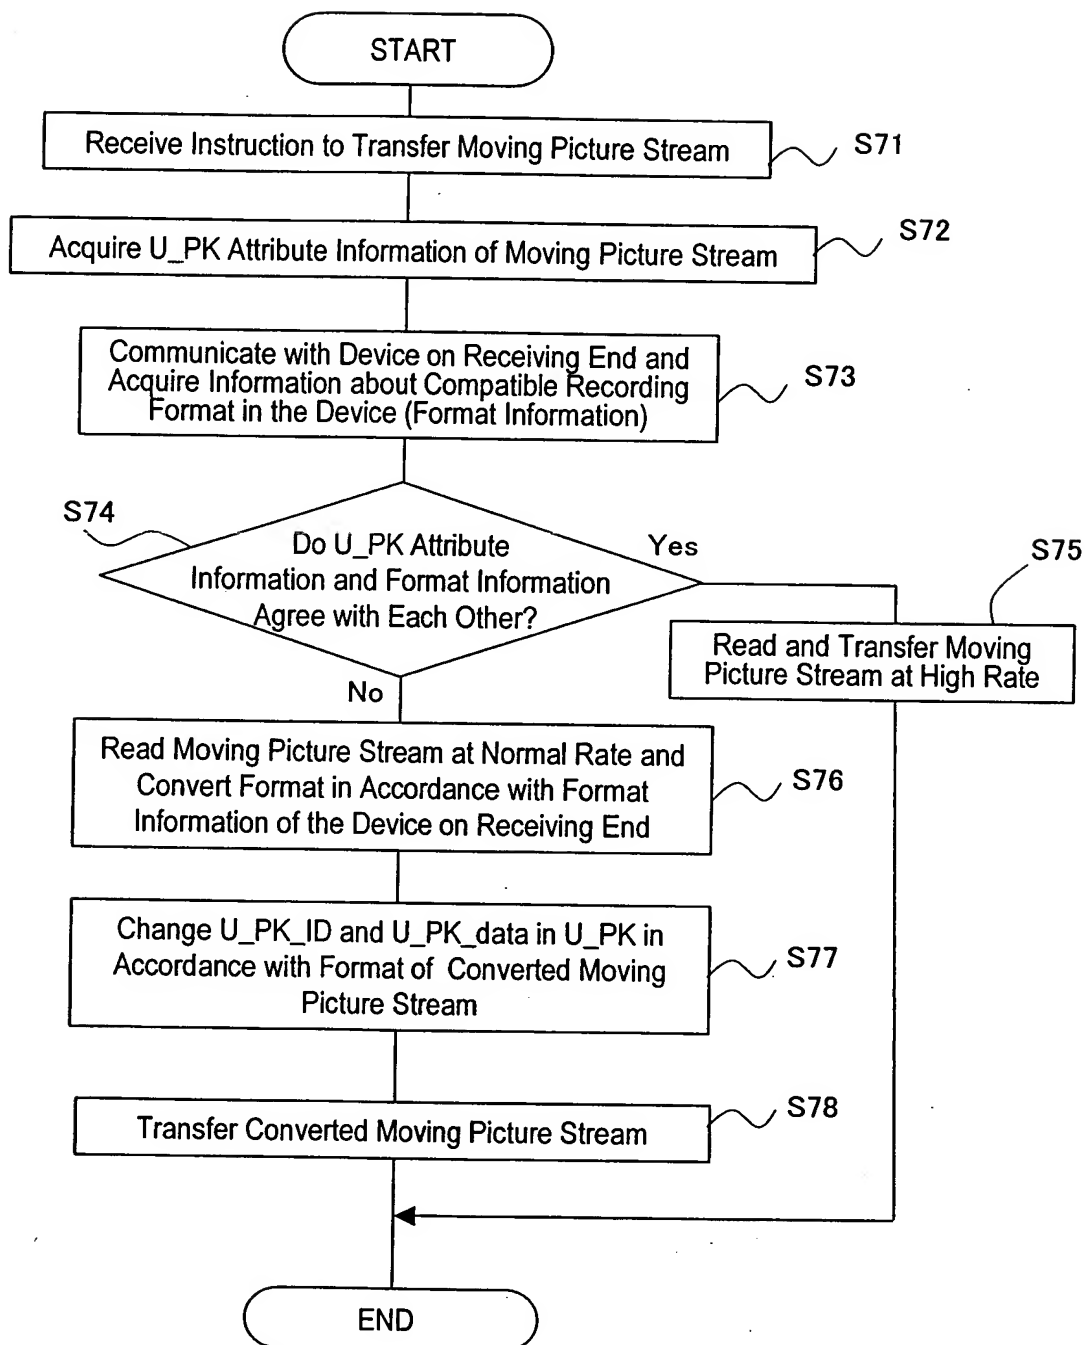 START
Receive Instruction to Transfer Moving Picture Stream
S71
Acquire U_PK Attribute Information of Moving Picture Stream
S72
Communicate with Device on Receiving End and
Acquire Information about Compatible Recording
Format in the Device (Format Information)
S73
S74
Do U_PK Attribute
Information and Format Information
Agree with Each Other?
Yes
No
S75
Read and Transfer Moving
Picture Stream at High Rate
Read Moving Picture Stream at Normal Rate and
Convert Format in Accordance with Format
Information of the Device on Receiving End
S76
Change U_PK_ID and U_PK_data in U_PK in
Accordance with Format of Converted Moving
Picture Stream
S77
Transfer Converted Moving Picture Stream
S78
END